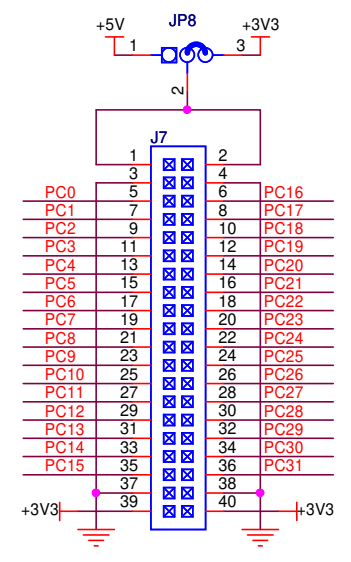 +5V JP8 +3V3
1 3
2
J7
1 2
3 4
PC0 5 6 PC16
PC1 7 8 PC17
PC2 9 10 PC18
PC3 11 12 PC19
PC4 13 14 PC20
PC5 15 16 PC21
PC6 17 18 PC22
PC7 19 20 PC23
PC8 21 22 PC24
PC9 23 24 PC25
PC10 25 26 PC26
PC11 27 28 PC27
PC12 29 30 PC28
PC13 31 32 PC29
PC14 33 34 PC30
PC15 35 36 PC31
37 38
+3V3 39 40 +3V3